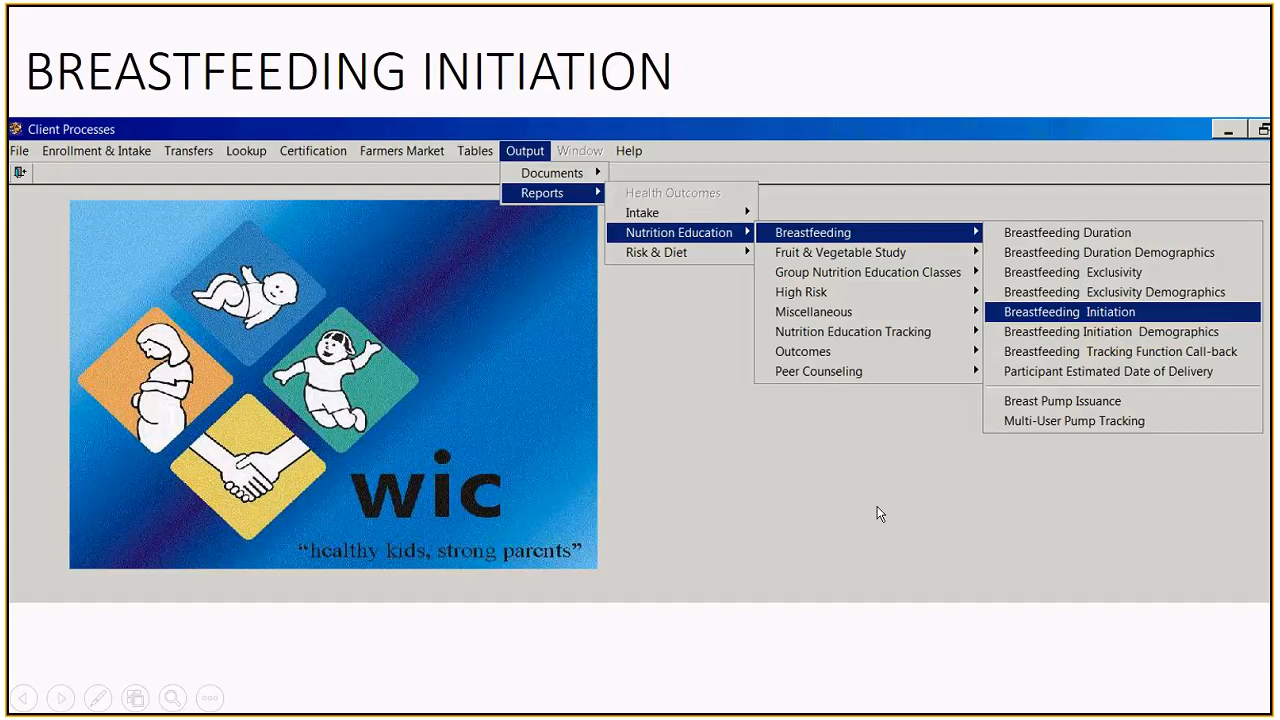 BREASTFEEDING INITIATION
Client Processes
File Enrollment & Intake Transfers Lookup Certification Farmers Market Tables Output Window Help
Documents
Reports
Health Outcomes
Intake
Nutrition Education
Risk & Diet
Breastfeeding
Fruit & Vegetable Study
Group Nutrition Education Classes
High Risk
Miscellaneous
Nutrition Education Tracking
Outcomes
Peer Counseling
Breastfeeding Duration
Breastfeeding Duration Demographics
Breastfeeding Exclusivity
Breastfeeding Exclusivity Demographics
Breastfeeding Initiation
Breastfeeding Initiation Demographics
Breastfeeding Tracking Function Call-back
Participant Estimated Date of Delivery
Breast Pump Issuance
Multi-User Pump Tracking
wic
“healthy kids, strong parents”